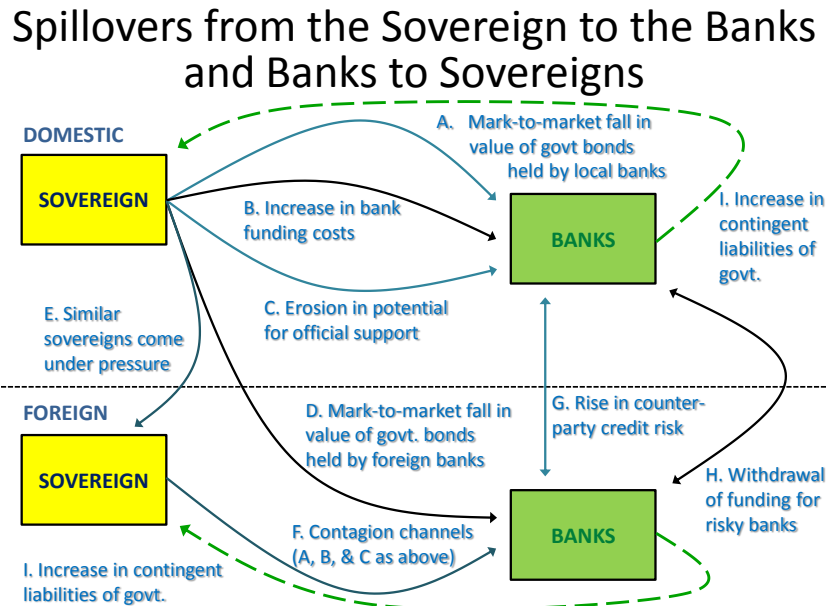 Spillovers from the Sovereign to the Banks
and Banks to Sovereigns
DOMESTIC
SOVEREIGN
A. Mark-to-market fall in
value of govt bonds
held by local banks
B. Increase in bank
funding costs
BANKS
I. Increase in
contingent
liabilities of
govt.
C. Erosion in potential
for official support
E. Similar
sovereigns come
under pressure
FOREIGN
SOVEREIGN
D. Mark-to-market fall in
value of govt. bonds
held by foreign banks
G. Rise in counter-
party credit risk
H. Withdrawal
of funding for
risky banks
F. Contagion channels
(A, B, & C as above)
BANKS
I. Increase in contingent
liabilities of govt.